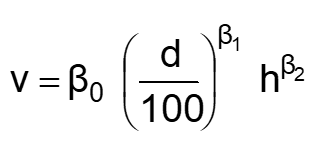 v = β₀ (d/100)^β₁ h^β₂